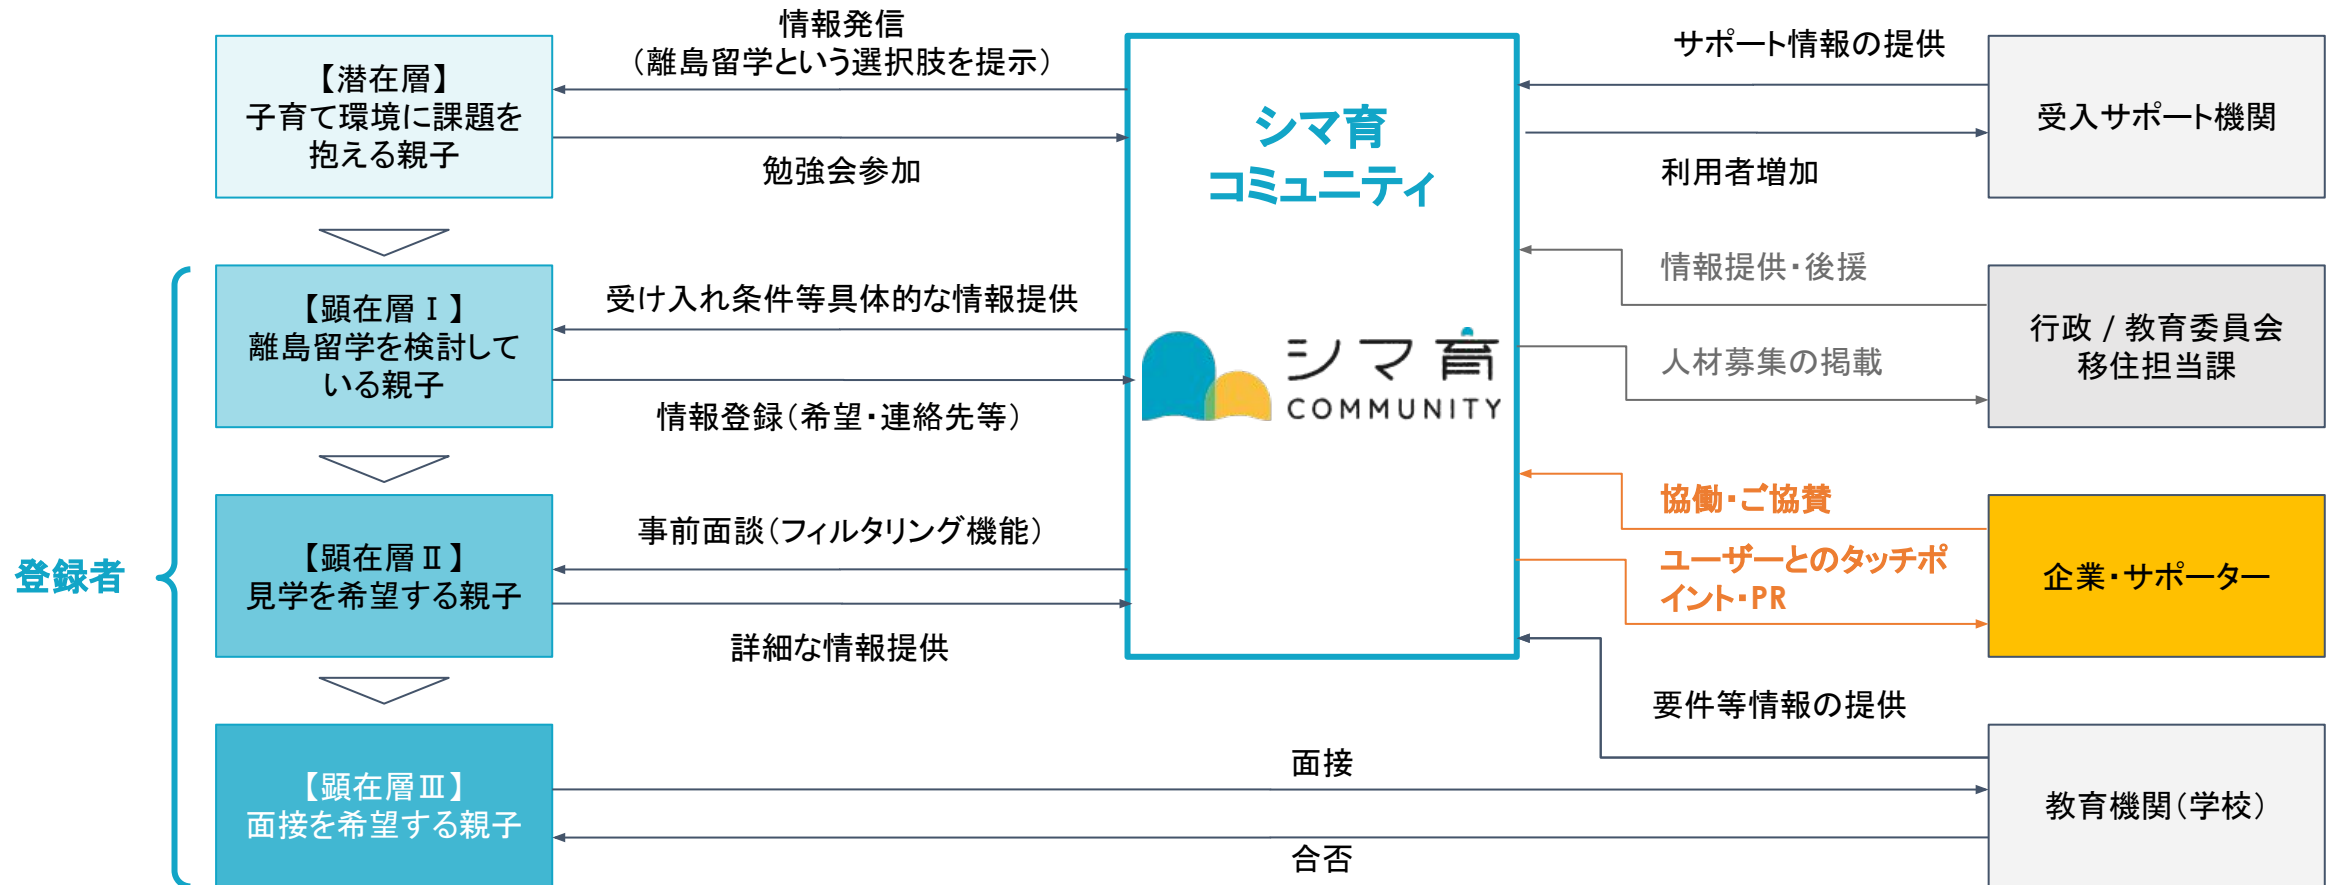 情報発信
（離島留学という選択肢を提示）
【潜在層】
子育て環境に課題を
抱える親子
勉強会参加
シマ育
コミュニティ
サポート情報の提供
受入サポート機関
利用者増加
登録者
【顕在層Ⅰ】
離島留学を検討して
いる親子
受け入れ条件等具体的な情報提供
情報登録（希望・連絡先等）
シマ育
COMMUNITY
情報提供・後援
人材募集の掲載
行政 / 教育委員会
移住担当課
【顕在層Ⅱ】
見学を希望する親子
事前面談（フィルタリング機能）
詳細な情報提供
協働・ご協賛
ユーザーとのタッチポ
イント・PR
企業・サポーター
【顕在層Ⅲ】
面接を希望する親子
面接
合否
要件等情報の提供
教育機関（学校）